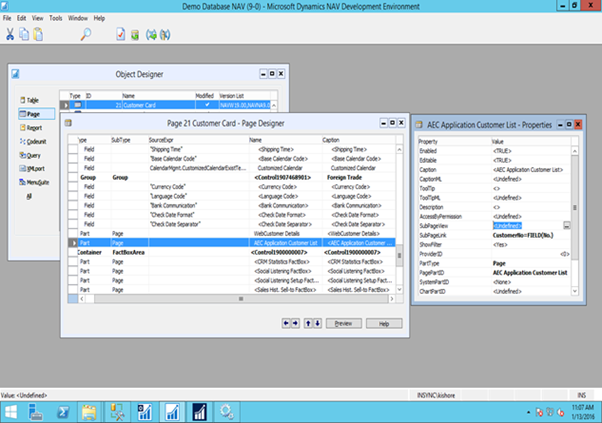 Demo Database NAV (9-0) - Microsoft Dynamics NAV Development Environment
File Edit View Tools Window Help
Object Designer
Type ID Name Modified Version List
21 Customer Card ✓ NAVW19.00,NAVNA9.0
Table
Page
Report
Codeunit
Query
XMLport
MenuSuite
All
Page 21 Customer Card - Page Designer
Type SubType SourceExpr Name Caption
Field "Shipping Time" <Shipping Time> <Shipping Time>
Field "Base Calendar Code" <Base Calendar Code> <Base Calendar Code>
Field CalendarMgmt.CustomizedCalendarExistTe... Customized Calendar Customized Calendar
Group Group <Control1907468901> Foreign Trade
Field "Currency Code" <Currency Code> <Currency Code>
Field "Language Code" <Language Code> <Language Code>
Field "Bank Communication" <Bank Communication> <Bank Communication>
Field "Check Date Format" <Check Date Format> <Check Date Format>
Field "Check Date Separator" <Check Date Separator> <Check Date Separator>
Part Page WebCustomer Details <WebCustomer Details>
Part Page AEC Application Customer List <AEC Application Customer ...
Container FactBoxArea <Control1900000007> <Control1900000007>
Part Page <CRM Statistics FactBox> <CRM Statistics FactBox>
Part Page <Social Listening FactBox> <Social Listening FactBox>
Part Page <Social Listening Setup Fact... <Social Listening Setup Fact...
Part Page <Sales Hist. Sell-to FactBox> <Sales Hist. Sell-to FactBox>
Preview Help
AEC Application Customer List - Properties
Property Value
Enabled <TRUE>
Editable <TRUE>
Caption <AEC Application Customer List>
CaptionML <Undefined>
ToolTip <>
ToolTipML <Undefined>
Description <>
AccessByPermission <Undefined>
SubPageView <Undefined>
SubPageLink CustomerNo=FIELD(No.)
ShowFilter <Yes>
ProviderID <0>
PartType Page
PagePartID AEC Application Customer List
SystemPartID <None>
ChartPartID <Undefined>
Value: <Undefined> INSYNC\kishore INS
11:07 AM
1/13/2016